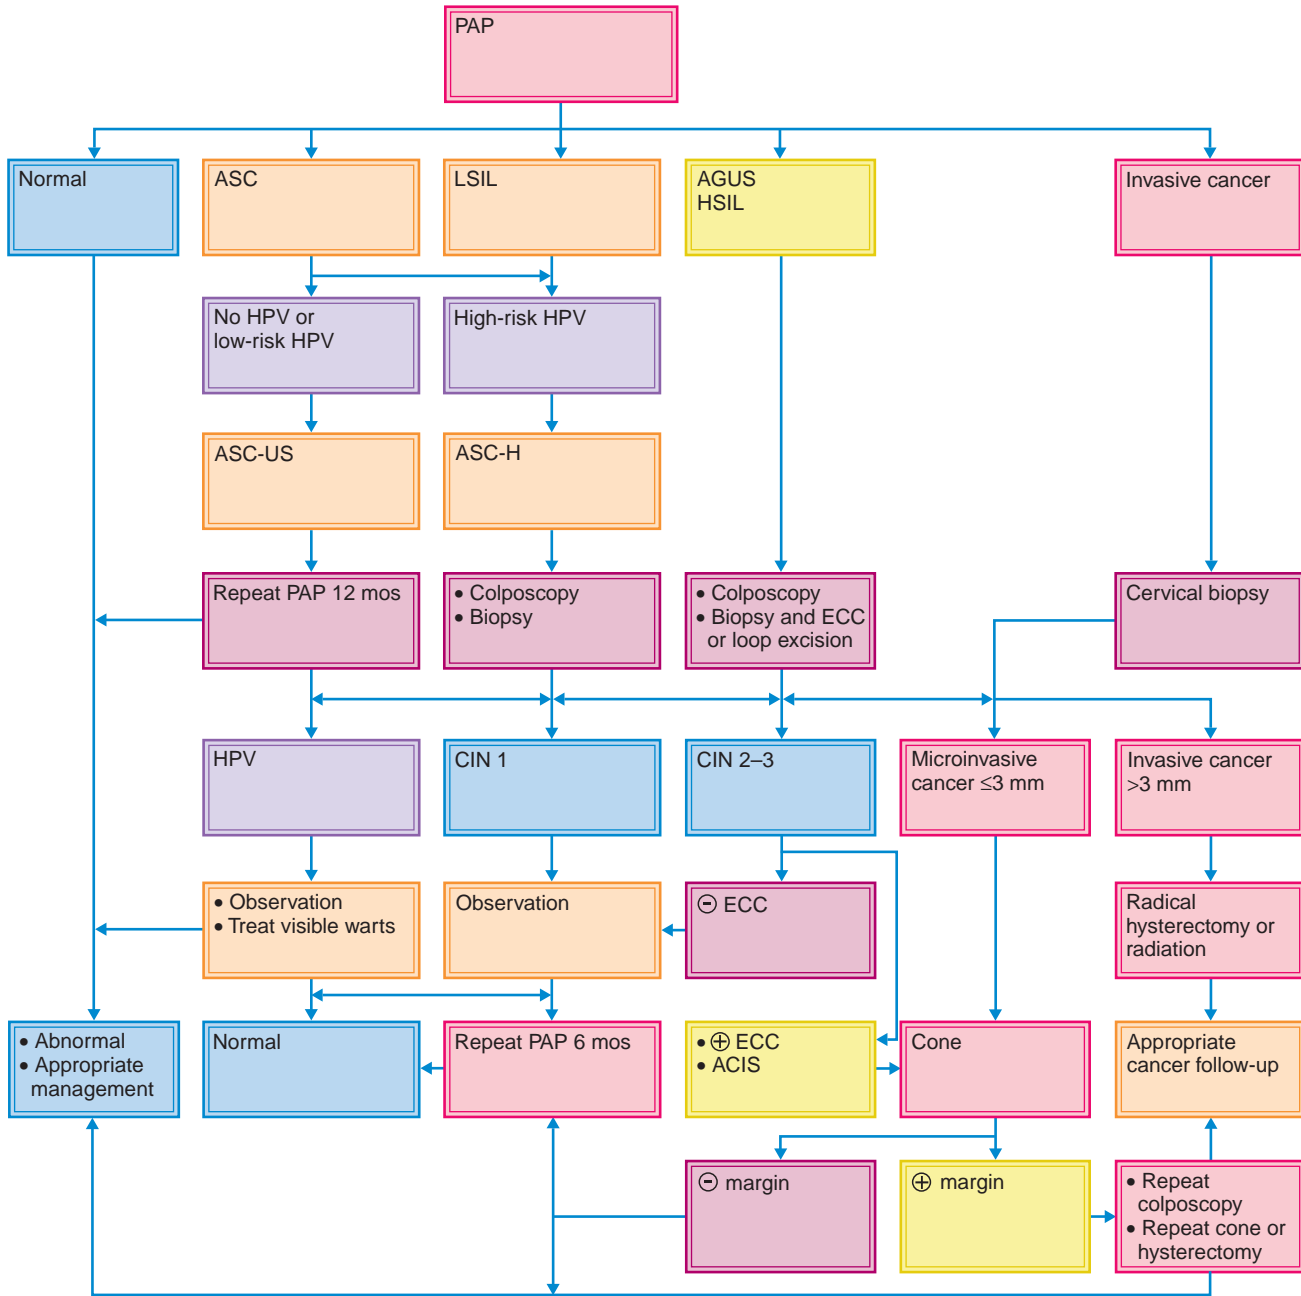 PAP
Normal
ASC
LSIL
AGUS
HSIL
Invasive cancer
No HPV or
low-risk HPV
High-risk HPV
ASC-US
ASC-H
Repeat PAP 12 mos
• Colposcopy
• Biopsy
• Colposcopy
• Biopsy and ECC
or loop excision
Cervical biopsy
HPV
CIN 1
CIN 2–3
Microinvasive
cancer ≤3 mm
Invasive cancer
>3 mm
• Observation
• Treat visible warts
Observation
⊖ ECC
Radical
hysterectomy or
radiation
• Abnormal
• Appropriate
management
Normal
Repeat PAP 6 mos
• ⊕ ECC
• ACIS
Cone
Appropriate
cancer follow-up
⊖ margin
⊕ margin
• Repeat
colposcopy
• Repeat cone or
hysterectomy